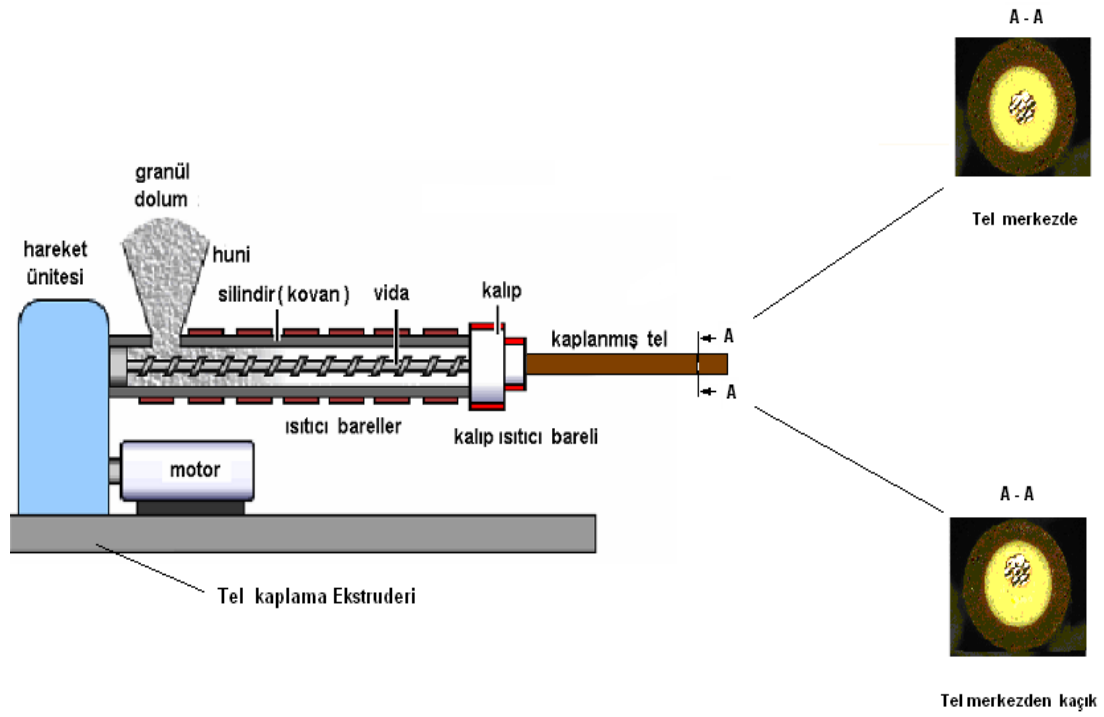 A - A
Tel merkezde
granül
dolum :
huni
hareket
ünitesi
silindir ( kovan )
vida
kalıp
kaplanmış tel
A
A
ısıtıcı bareller
kalıp ısıtıcı bareli
motor
Tel kaplama Ekstruderi
A - A
Tel merkezden kaçık